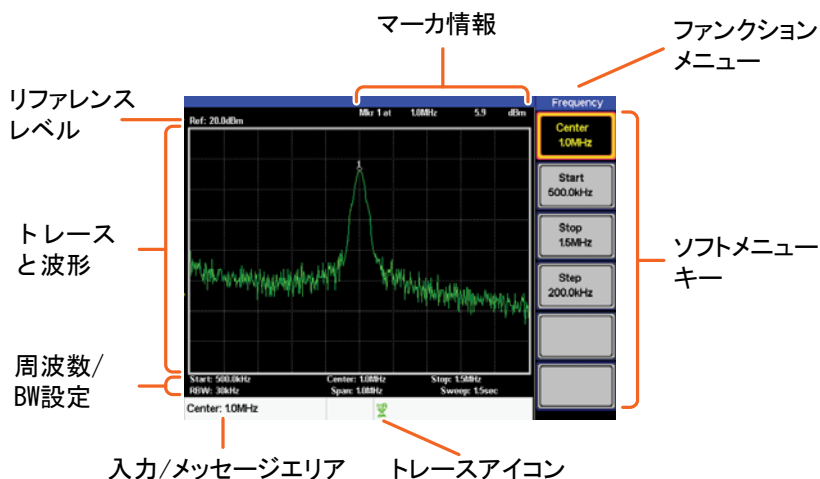 マーカ情報
ファンクション
メニュー
リファレンス
レベル
Frequency
Ref: 20.0dBm
Mkr 1 at 1.0MHz 5.9 dBm
Center
1.0MHz
1
Start
500.0kHz
Stop
1.5MHz
トレース
と波形
ソフトメニュー
キー
Step
200.0kHz
周波数/
BW設定
Start: 500.0kHz Center: 1.0MHz Stop: 1.5MHz
RBW: 30kHz Span: 1.0MHz Sweep: 1.5sec
Center: 1.0MHz
入力/メッセージエリア
トレースアイコン